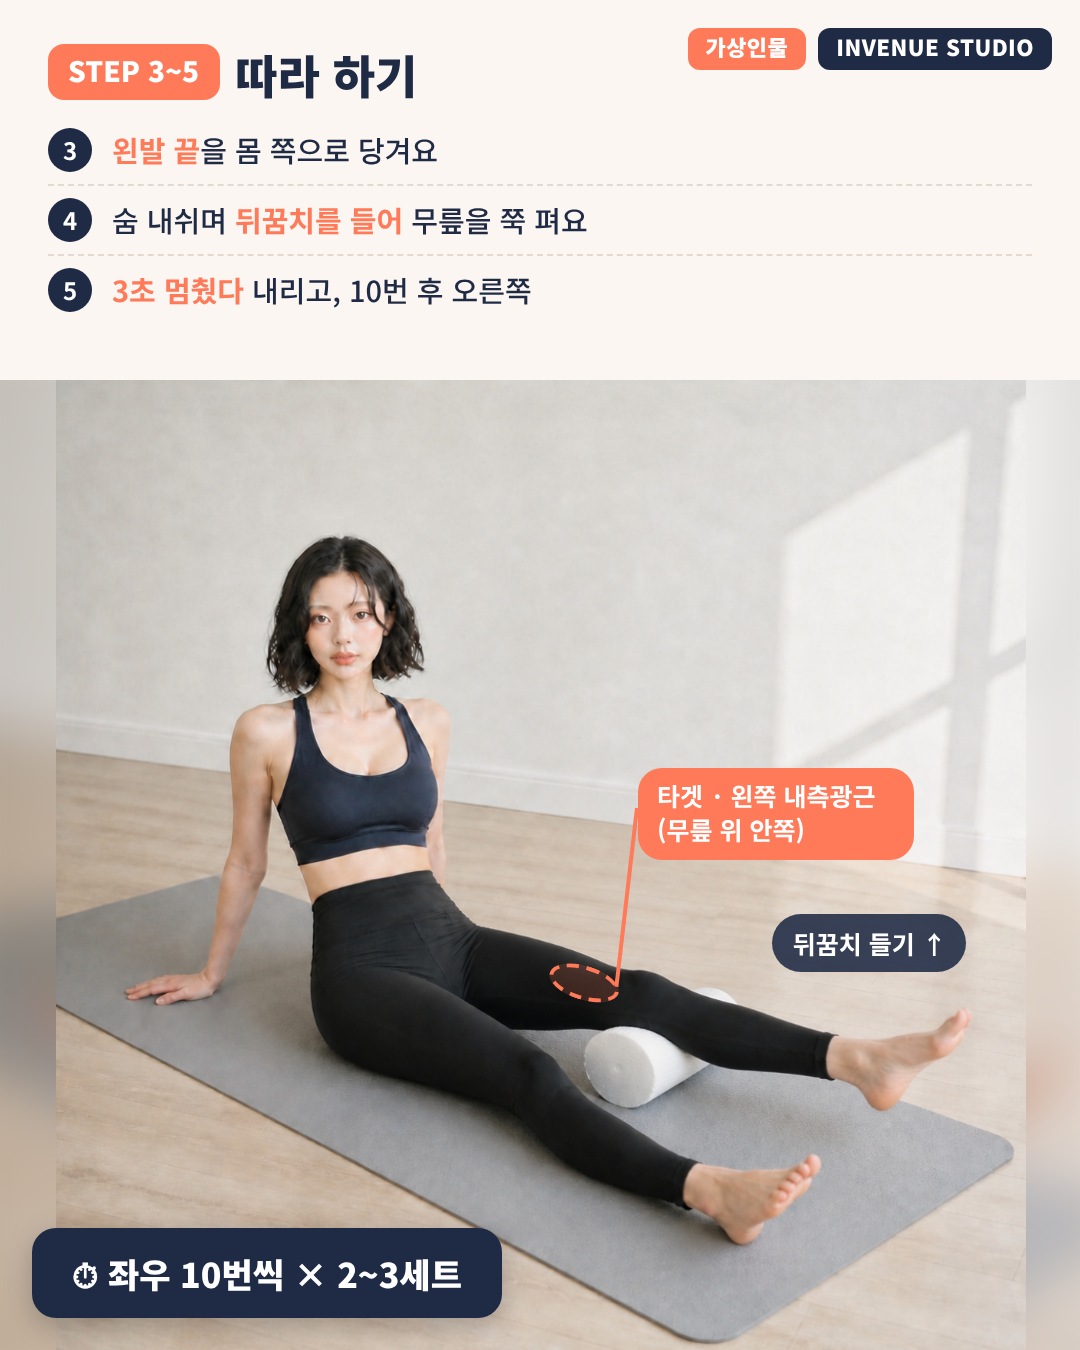 STEP 3~5 따라 하기
가상인물
INVENUE STUDIO
3 왼발 끝을 몸 쪽으로 당겨요
4 숨 내쉬며 뒤꿈치를 들어 무릎을 쭉 펴요
5 3초 멈췄다 내리고, 10번 후 오른쪽
타겟 · 왼쪽 내측광근
(무릎 위 안쪽)
뒤꿈치 들기 ↑
⏱ 좌우 10번씩 × 2~3세트